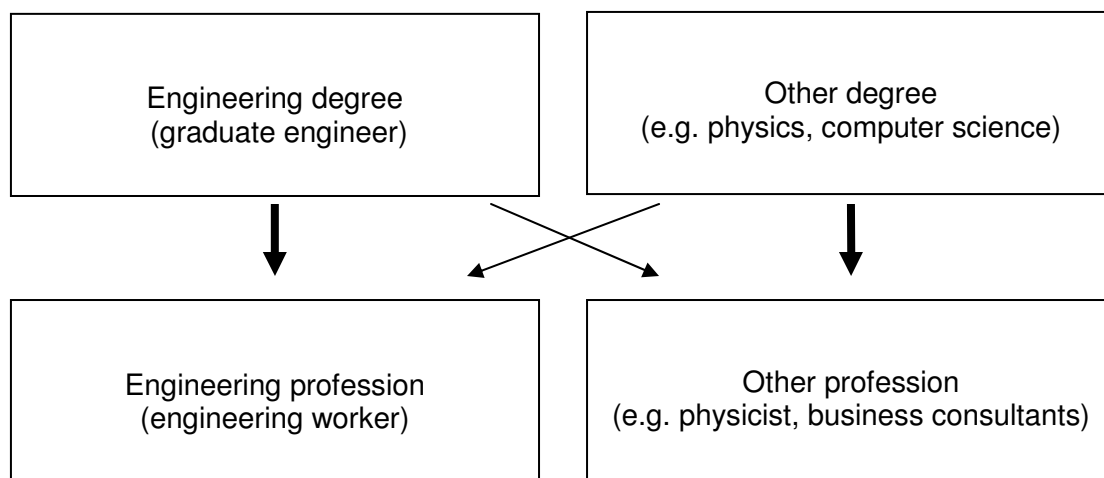 Engineering degree
(graduate engineer)
Other degree
(e.g. physics, computer science)
Engineering profession
(engineering worker)
Other profession
(e.g. physicist, business consultants)